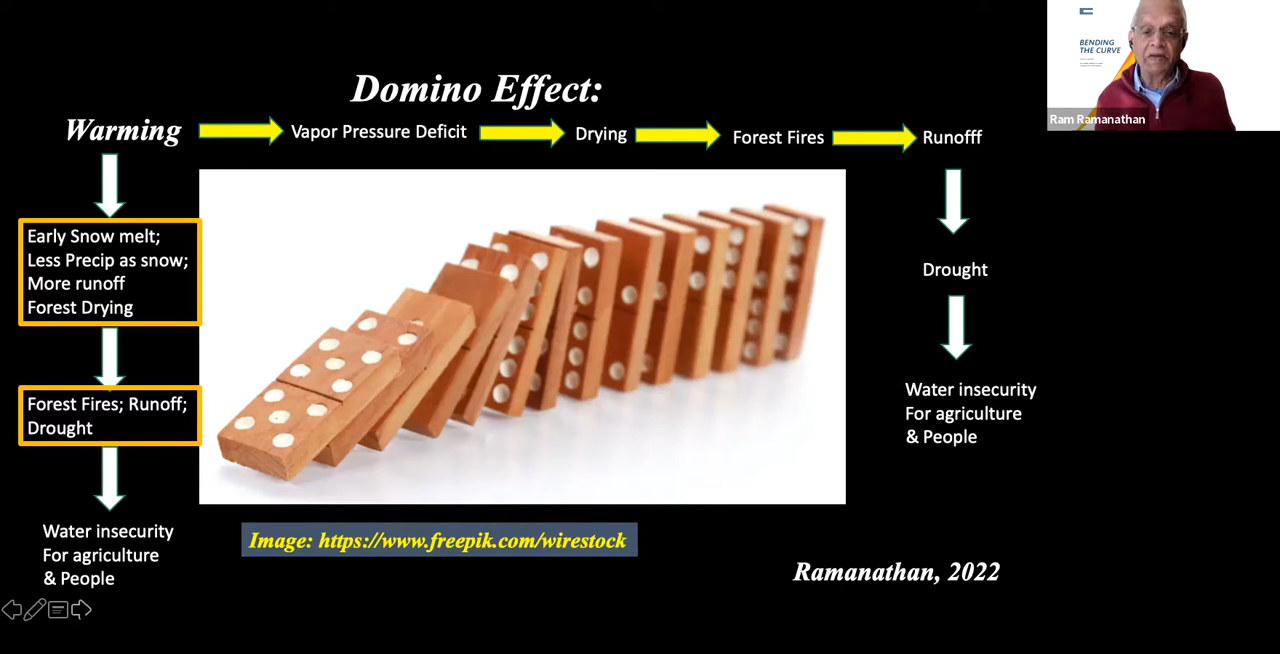 BENDING
THE CURVE
Ram Ramanathan
Domino Effect:
Warming
Vapor Pressure Deficit
Drying
Forest Fires
Runofff
Early Snow melt;
Less Precip as snow;
More runoff
Forest Drying
Forest Fires; Runoff;
Drought
Water insecurity
For agriculture
& People
Drought
Water insecurity
For agriculture
& People
Image: https://www.freepik.com/wirestock
Ramanathan, 2022